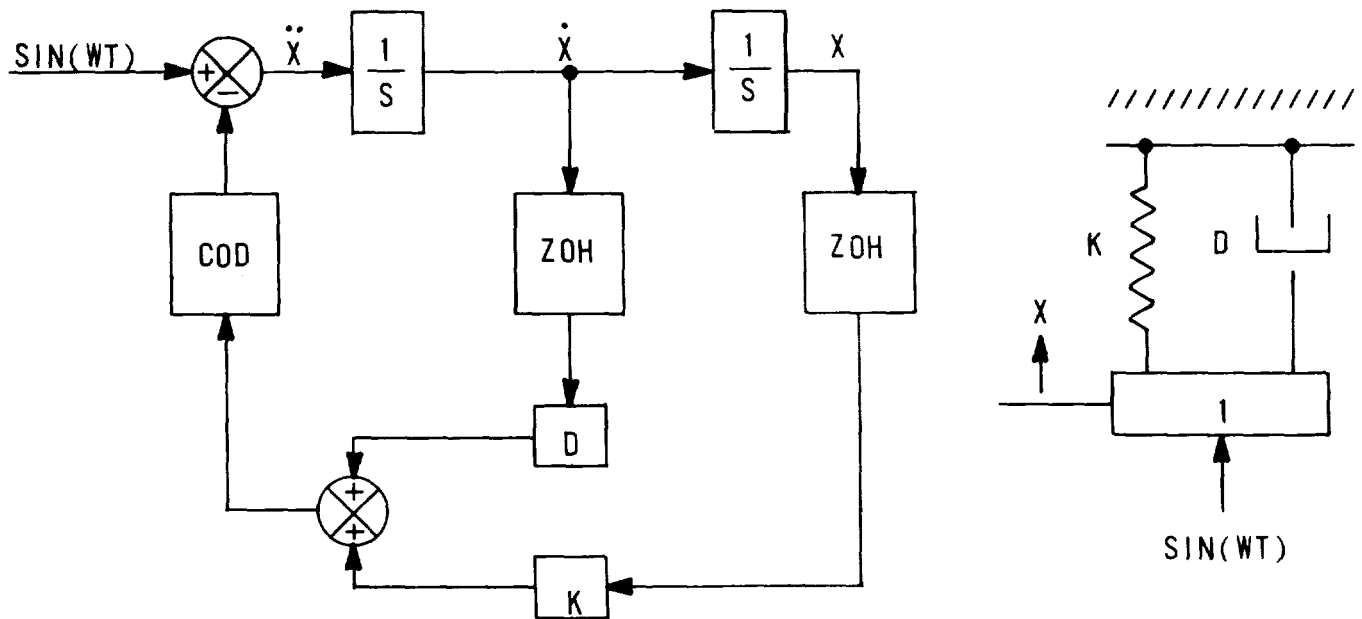 SIN(WT)
+
−
Ẍ
1
S
Ẋ
1
S
X
COD
ZOH
ZOH
D
+
+
K
K
D
X
1
SIN(WT)